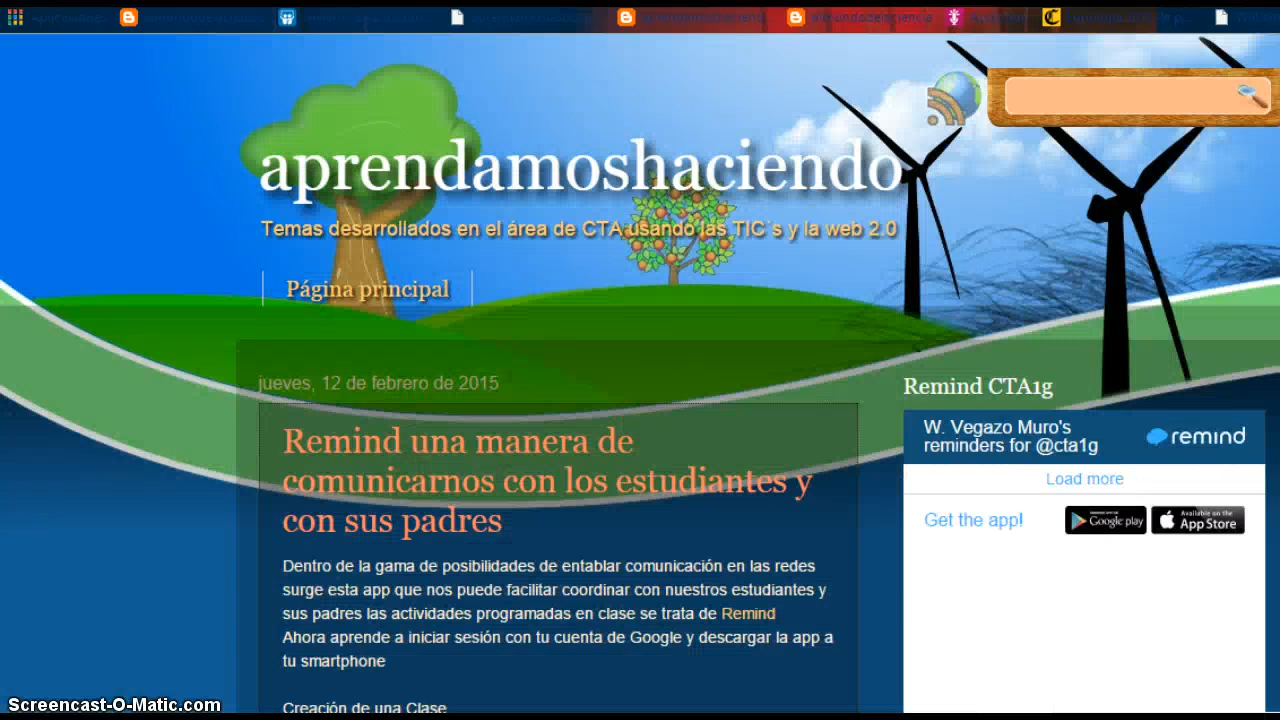 aprendamoshaciendo
Temas desarrollados en el área de CTA usando las TIC`s y la web 2.0
Página principal
jueves, 12 de febrero de 2015
Remind una manera de
comunicarnos con los estudiantes y
con sus padres
Dentro de la gama de posibilidades de entablar comunicación en las redes
surge esta app que nos puede facilitar coordinar con nuestros estudiantes y
sus padres las actividades programadas en clase se trata de Remind
Ahora aprende a iniciar sesión con tu cuenta de Google y descargar la app a
tu smartphone
Creación de una Clase
Remind CTA1g
W. Vegazo Muro's
reminders for @cta1g
remind
Load more
Get the app!
Google play
Available on the
App Store
Screencast-O-Matic.com